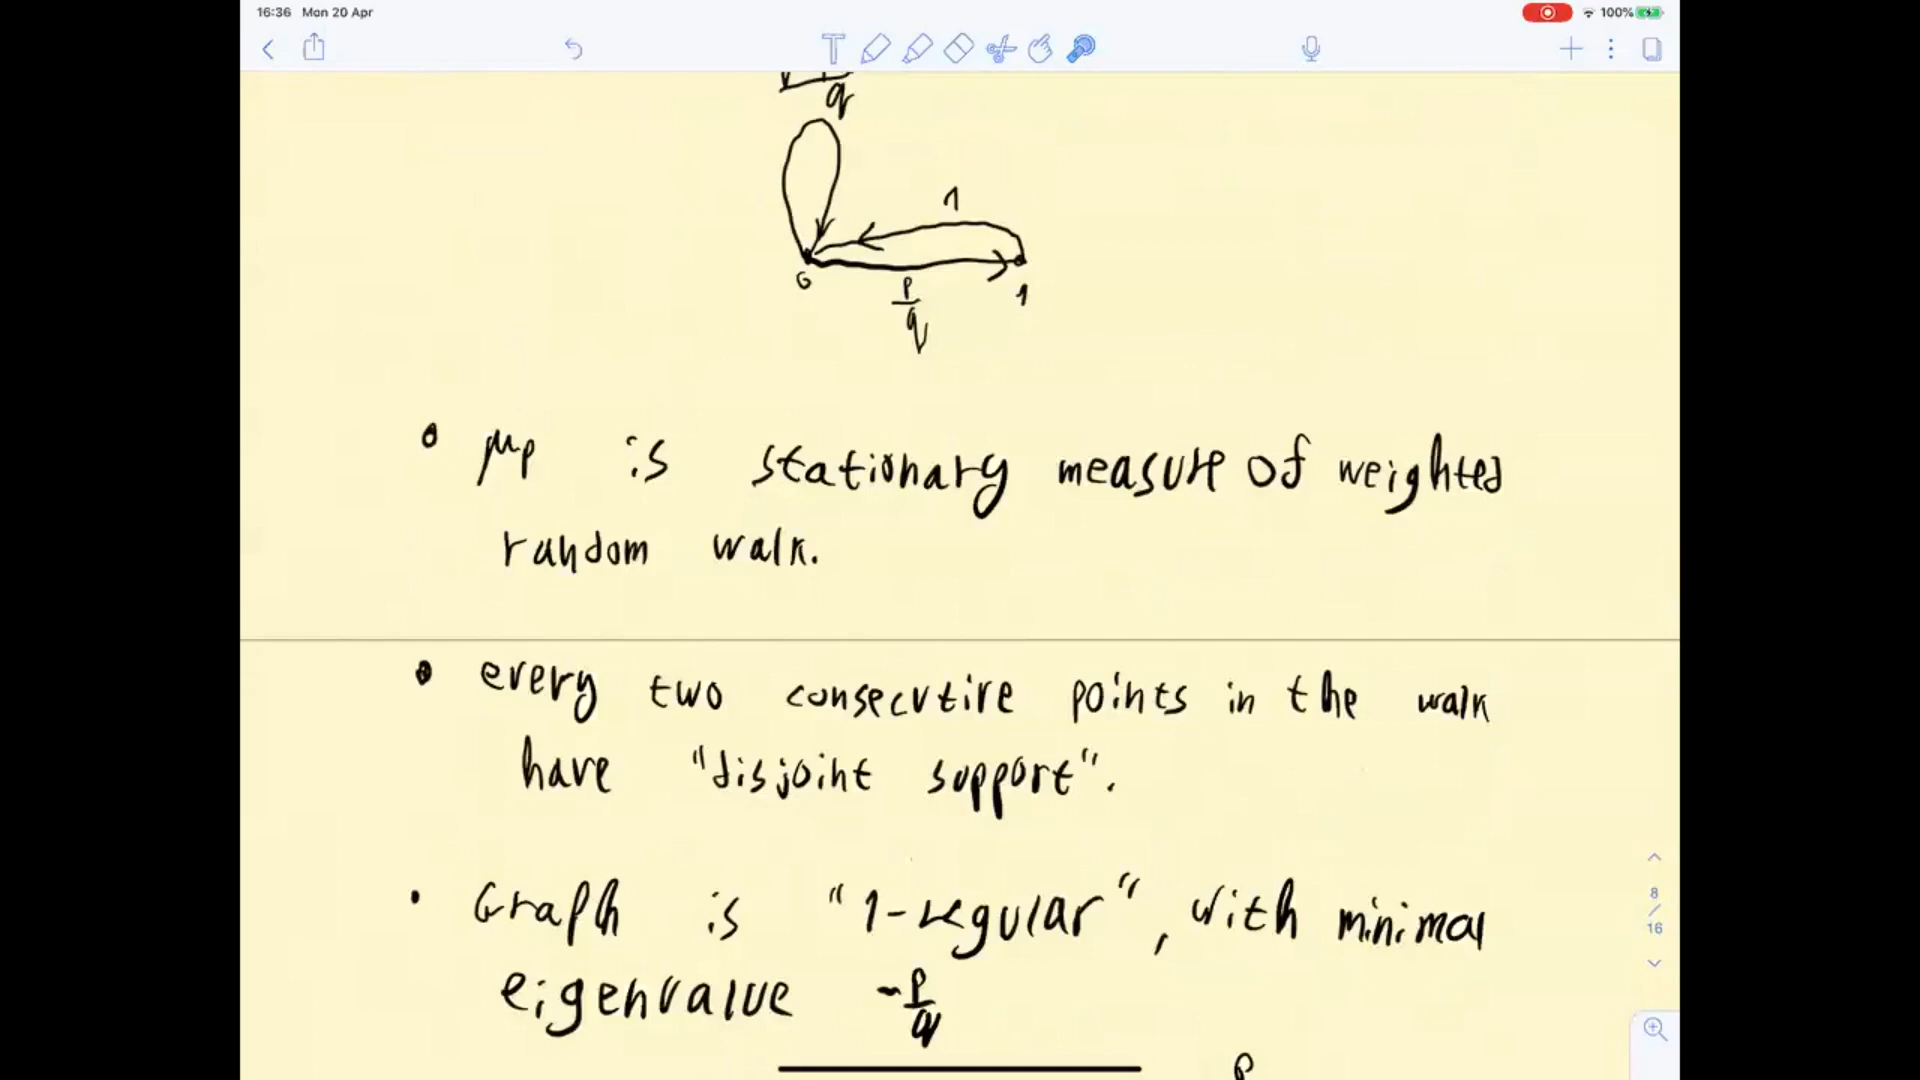 16:36 Mon 20 Apr
100%
T
q
1
0
p
1
q
• μp is stationary measure of weighted
random walk.
• every two consecutive points in the walk
have "disjoint support".
• Graph is "1-regular", with minimal
8
/
16
eigenvalue -p/q